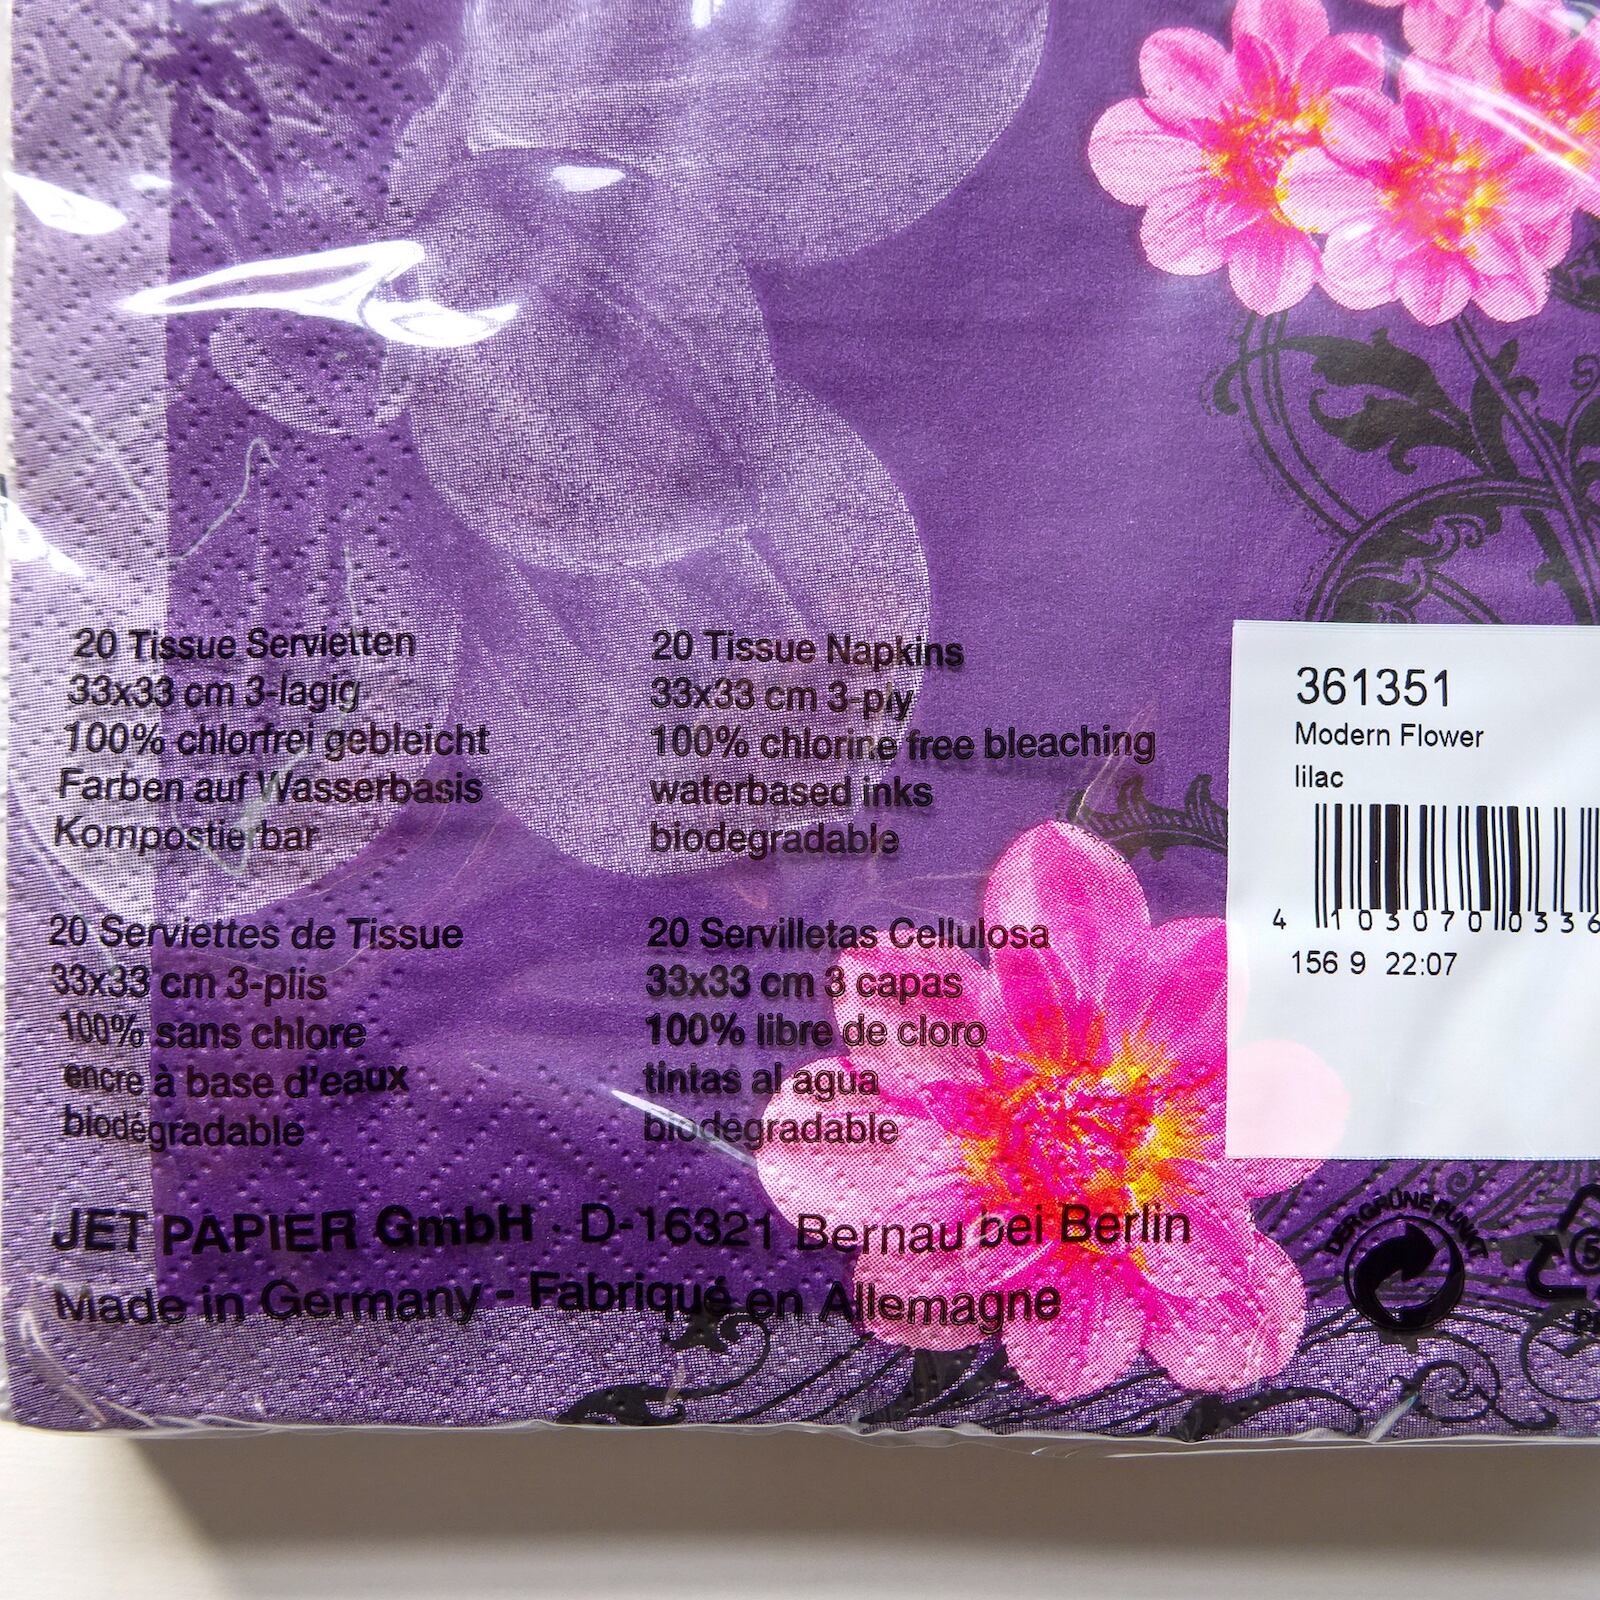 20 Tissue Servietten
33x33 cm 3-lagig
100% chlorfrei gebleicht
Farben auf Wasserbasis
Kompostierbar
20 Tissue Napkins
33x33 cm 3-ply
100% chlorine free bleaching
waterbased inks
biodegradable
20 Serviettes de Tissue
33x33 cm 3-plis
100% sans chlore
encre à base d'eaux
biodégradable
20 Servilletas Cellulosa
33x33 cm 3 capas
100% libre de cloro
tintas al agua
biodegradable
361351
Modern Flower
lilac
4 103070 0336
156 9 22:07
JET PAPIER GmbH · D-16321 Bernau bei Berlin
Made in Germany - Fabriqué en Allemagne
DER GRÜNE PUNKT